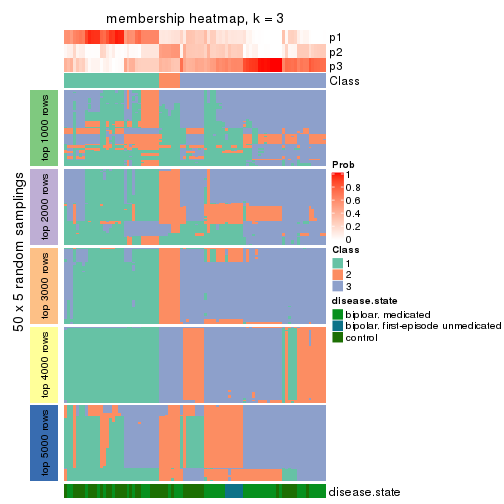 membership heatmap, k = 3
p1
p2
p3
Class
50 x 5 random samplings
top 1000 rows
top 2000 rows
top 3000 rows
top 4000 rows
top 5000 rows
Prob
1
0.8
0.6
0.4
0.2
0
Class
1
2
3
disease.state
biploar. medicated
bipolar, first-episode unmedicated
control
disease.state